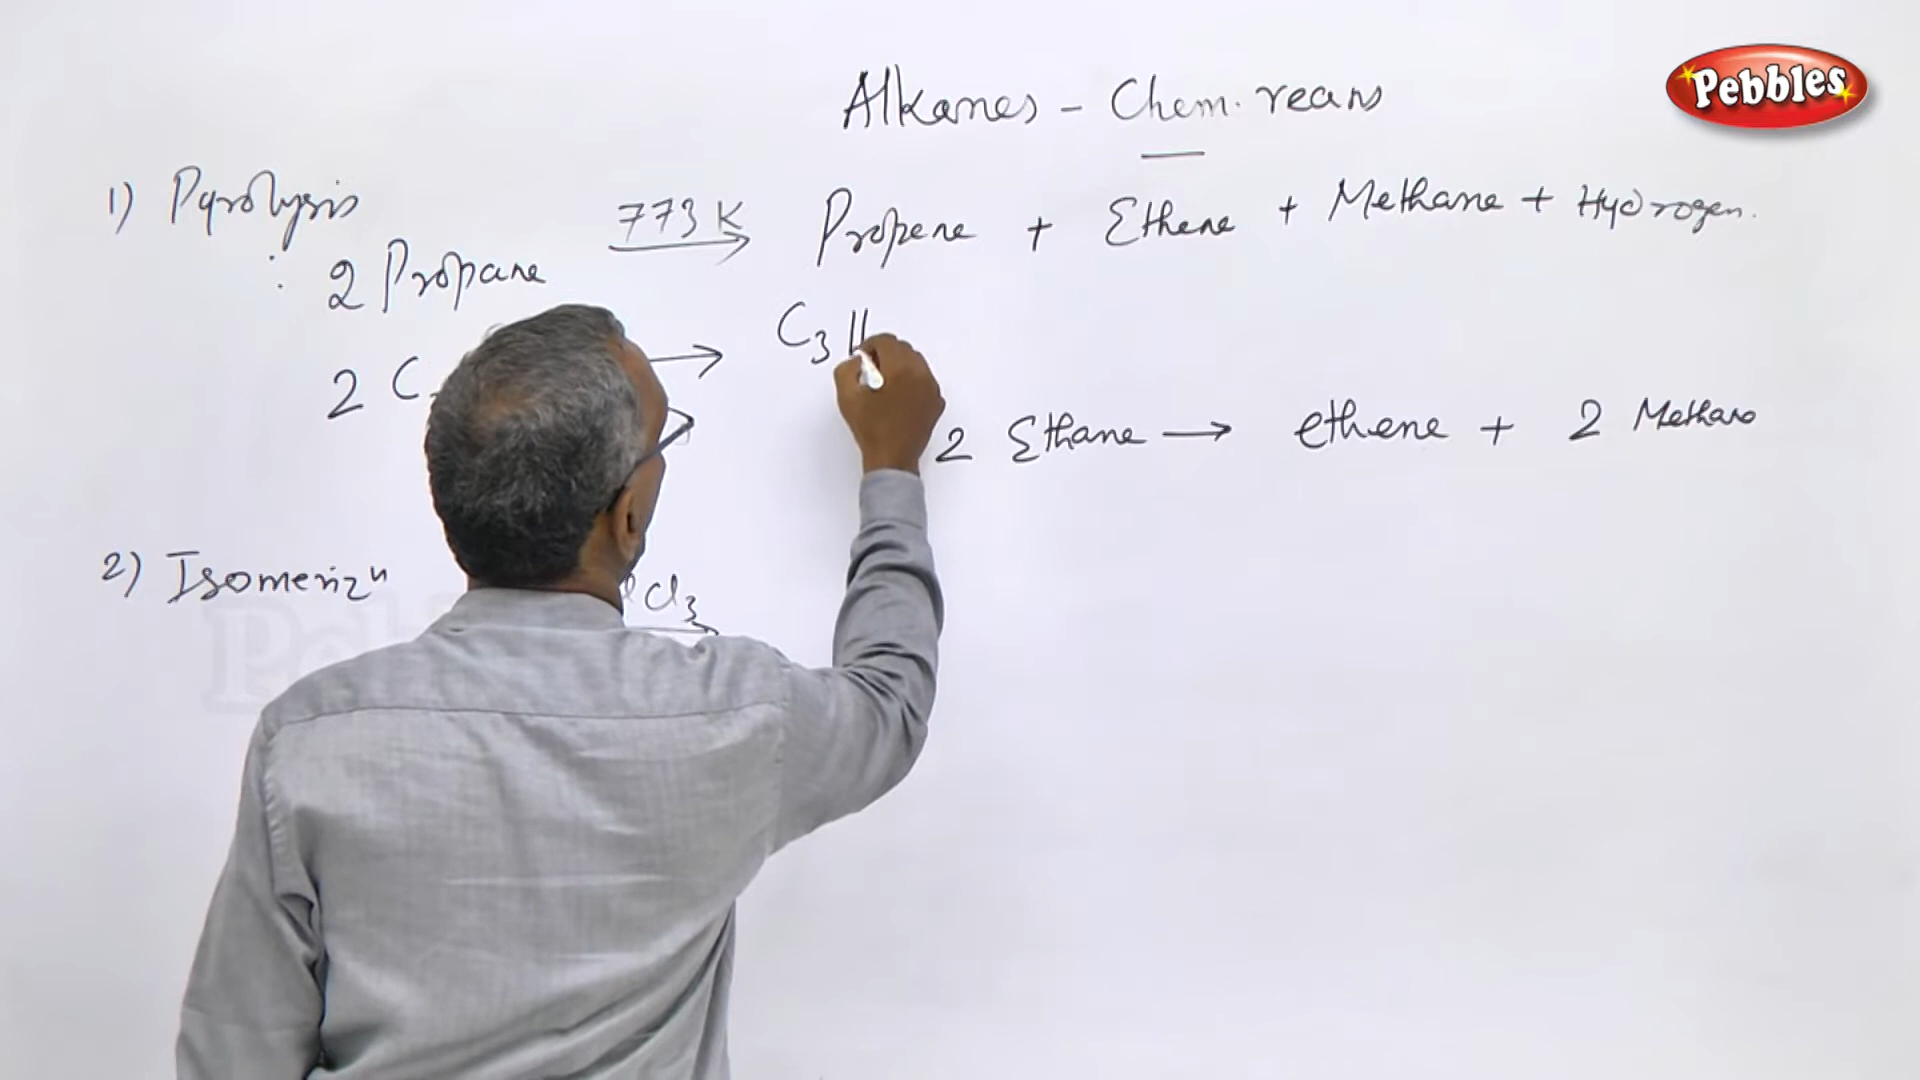 Alkanes - Chem. reans
Pebbles
1) Pyrolysis
2 Propane 773 K → Propene + Ethene + Methane + Hydrogen.
2 C → C3 H
2 Ethane → ethene + 2 Methane
2) Isomerizn
Cl3 →